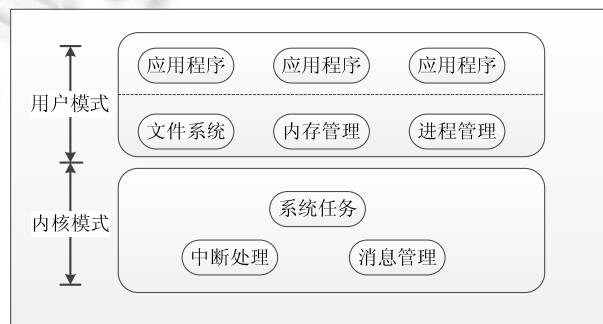 应用程序 应用程序 应用程序
用户模式
文件系统 内存管理 进程管理
系统任务
内核模式
中断处理 消息管理